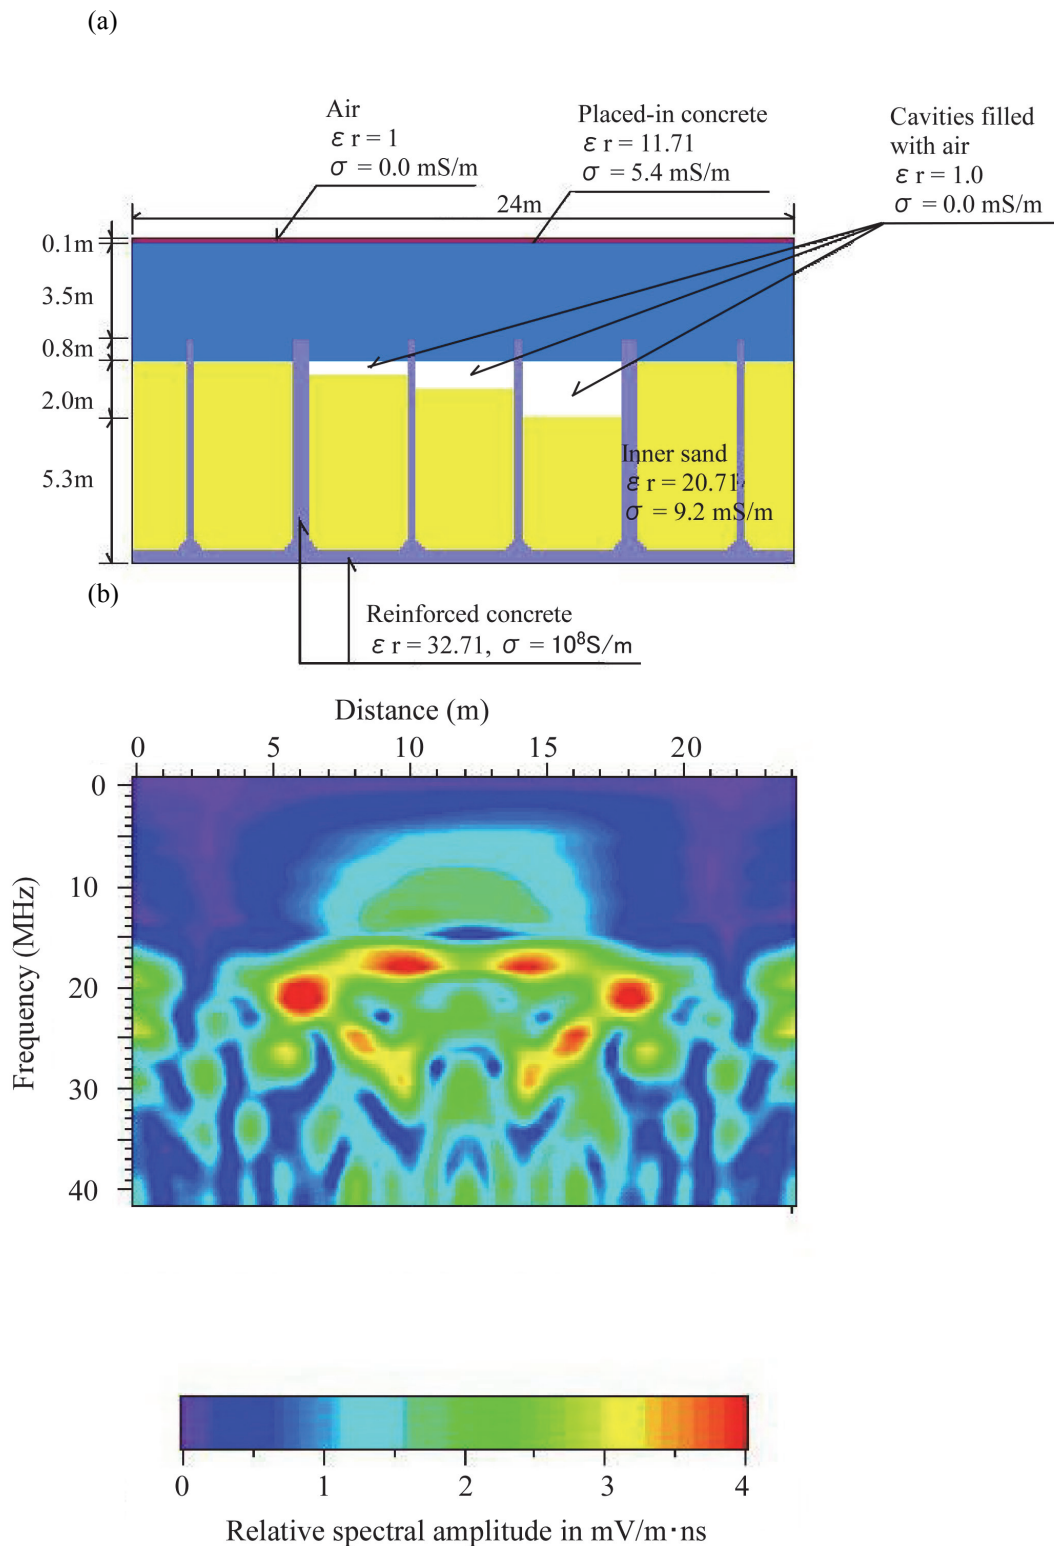 (a)
Air
ε r = 1
σ = 0.0 mS/m
Placed-in concrete
ε r = 11.71
σ = 5.4 mS/m
Cavities filled
with air
ε r = 1.0
σ = 0.0 mS/m
24m
0.1m
3.5m
0.8m
2.0m
5.3m
Inner sand
ε r = 20.71
σ = 9.2 mS/m
(b)
Reinforced concrete
ε r = 32.71, σ = 10⁸S/m
Distance (m)
0 5 10 15 20
Frequency (MHz)
0
10
20
30
40
0 1 2 3 4
Relative spectral amplitude in mV/m·ns